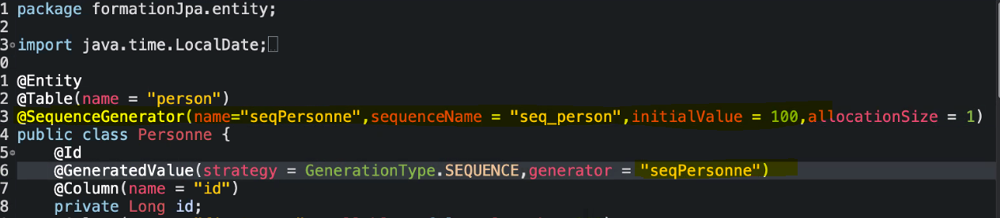 1 package formationJpa.entity;
2
3 import java.time.LocalDate;
0
1 @Entity
2 @Table(name = "person")
3 @SequenceGenerator(name="seqPersonne",sequenceName = "seq_person",initialValue = 100,allocationSize = 1)
4 public class Personne {
5 @Id
6 @GeneratedValue(strategy = GenerationType.SEQUENCE,generator = "seqPersonne")
7 @Column(name = "id")
8 private Long id;